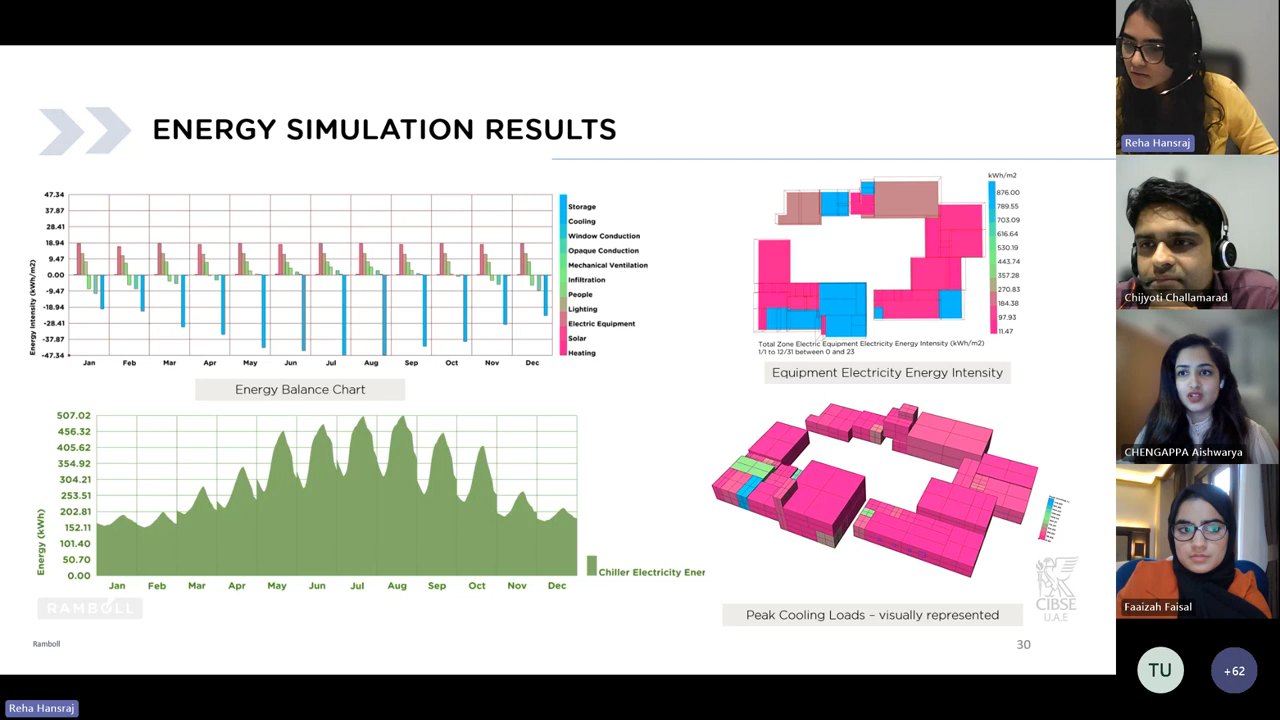 ENERGY SIMULATION RESULTS
47.34
37.87
28.41
18.94
9.47
0.00
-9.47
-18.94
-28.41
-37.87
-47.34
Energy Intensity (kWh/m2)
Jan Feb Mar Apr May Jun Jul Aug Sep Oct Nov Dec
Storage
Cooling
Window Conduction
Opaque Conduction
Mechanical Ventilation
Infiltration
People
Lighting
Electric Equipment
Solar
Heating
Energy Balance Chart
kWh/m2
876.00
789.55
703.09
616.64
530.19
443.74
357.28
270.83
184.38
97.93
11.47
Total Zone Electric Equipment Electricity Energy Intensity (kWh/m2)
1/1 to 12/31 between 0 and 23
Equipment Electricity Energy Intensity
507.02
456.32
405.62
354.92
304.21
253.51
202.81
152.11
101.40
50.70
0.00
Energy (kWh)
Jan Feb Mar Apr May Jun Jul Aug Sep Oct Nov Dec
Chiller Electricity Ener
Peak Cooling Loads – visually represented
RAMBOLL
CIBSE
U.A.E
Ramboll
30
Reha Hansraj
Chijyoti Challamarad
CHENGAPPA Aishwarya
Faaizah Faisal
TU
+62
Reha Hansraj